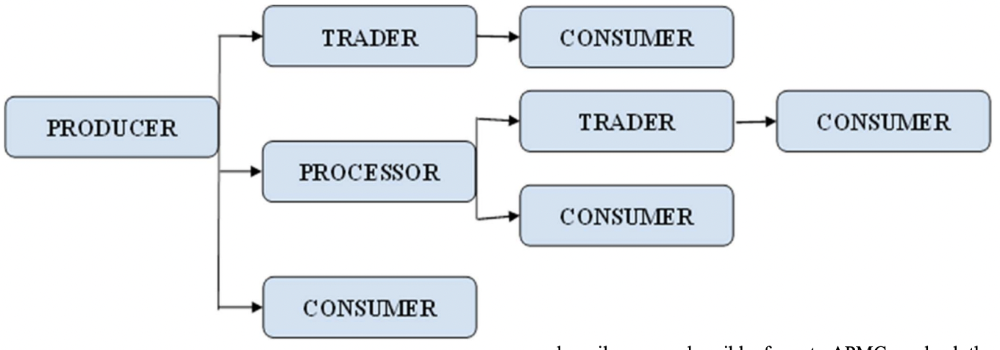 TRADER
CONSUMER
PRODUCER
TRADER
CONSUMER
PROCESSOR
CONSUMER
CONSUMER